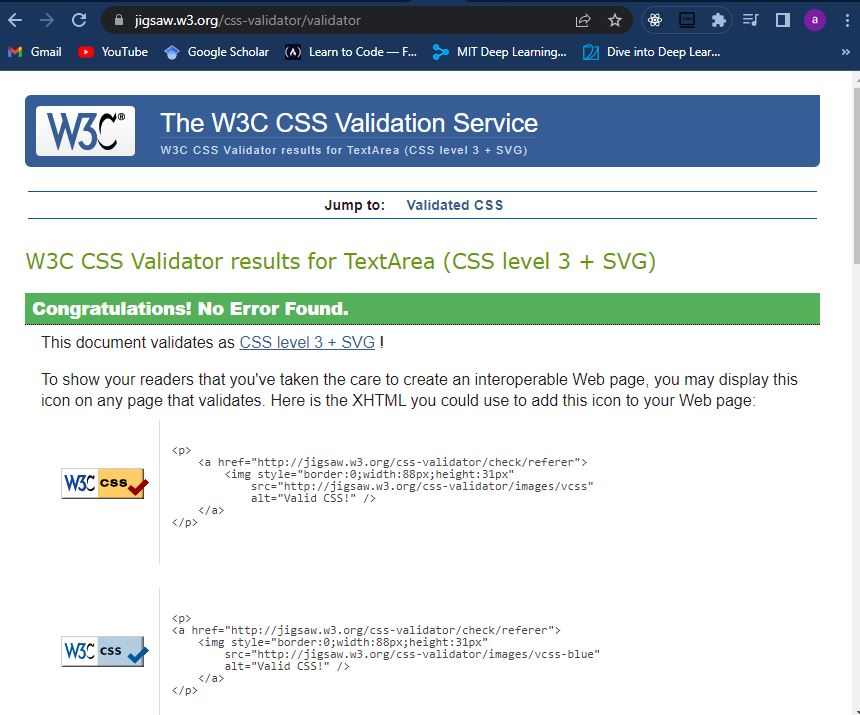 jigsaw.w3.org/css-validator/validator
a
Gmail
YouTube
Google Scholar
(A) Learn to Code — F...
MIT Deep Learning...
Dive into Deep Lear...
»
W3C®
The W3C CSS Validation Service
W3C CSS Validator results for TextArea (CSS level 3 + SVG)
Jump to: Validated CSS
W3C CSS Validator results for TextArea (CSS level 3 + SVG)
Congratulations! No Error Found.
This document validates as CSS level 3 + SVG !
To show your readers that you've taken the care to create an interoperable Web page, you may display this
icon on any page that validates. Here is the XHTML you could use to add this icon to your Web page:
W3C css
<p>
    <a href="http://jigsaw.w3.org/css-validator/check/referer">
        <img style="border:0;width:88px;height:31px"
            src="http://jigsaw.w3.org/css-validator/images/vcss"
            alt="Valid CSS!" />
    </a>
</p>
W3C css
<p>
<a href="http://jigsaw.w3.org/css-validator/check/referer">
    <img style="border:0;width:88px;height:31px"
        src="http://jigsaw.w3.org/css-validator/images/vcss-blue"
        alt="Valid CSS!" />
    </a>
</p>